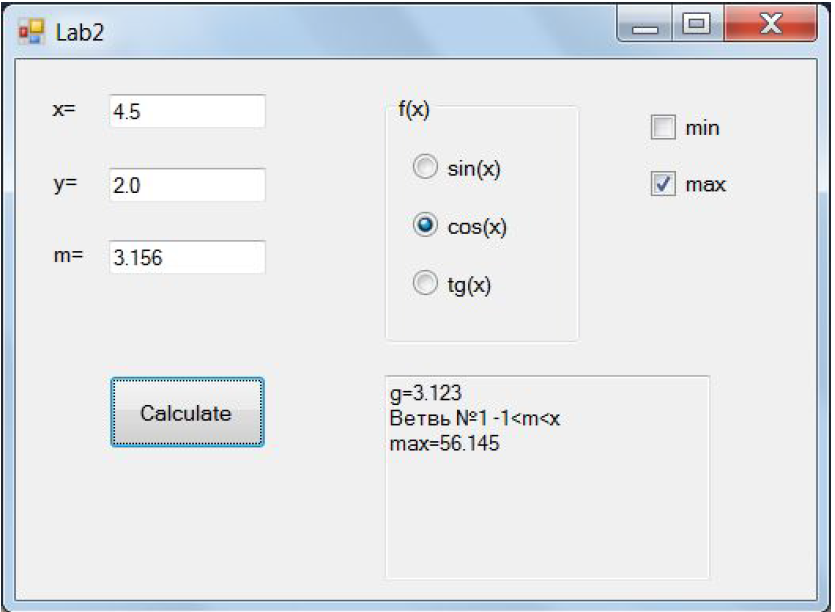 Lab2
x= 4.5
y= 2.0
m= 3.156
f(x)
sin(x)
cos(x)
tg(x)
min
max
Calculate
g=3.123
Ветвь №1 -1<m<x
max=56.145